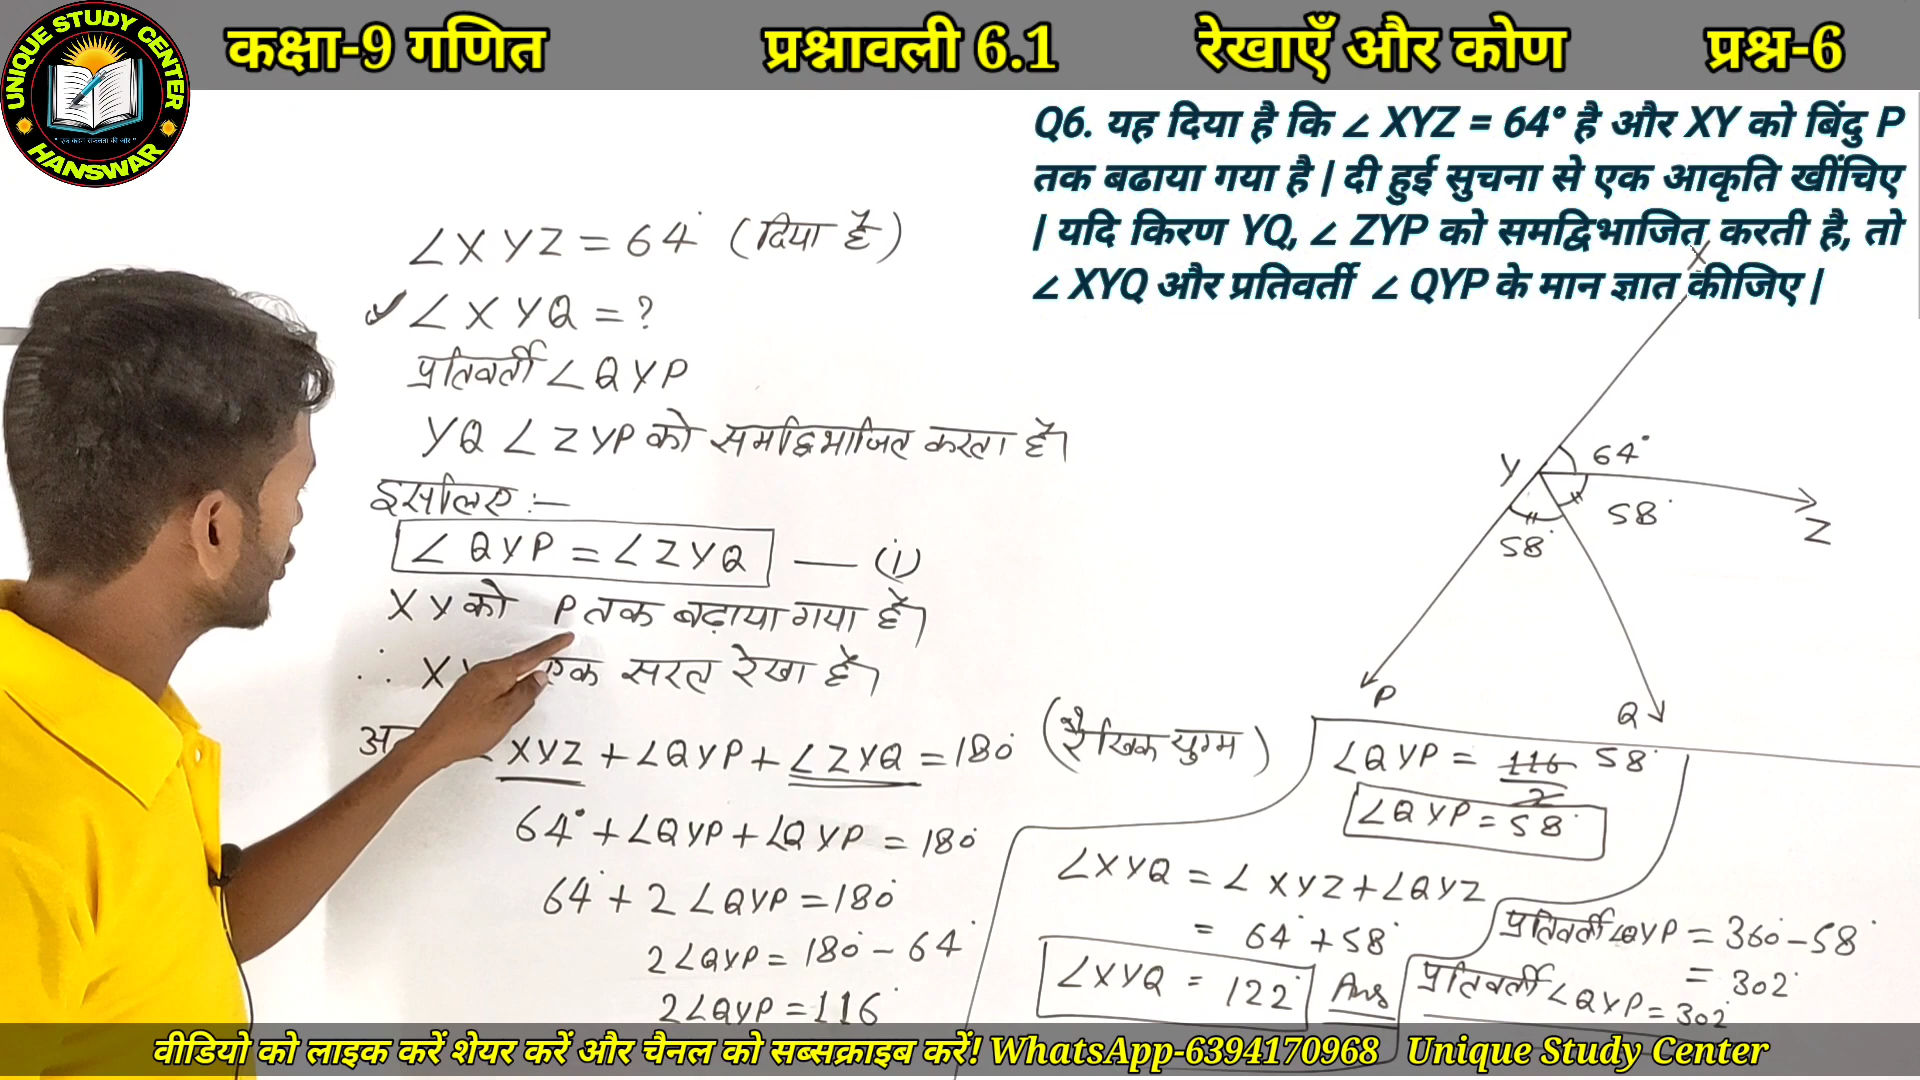 UNIQUE STUDY CENTER
HANSWAR
कक्षा-9 गणित प्रश्नावली 6.1 रेखाएँ और कोण प्रश्न-6
Q6. यह दिया है कि ∠ XYZ = 64° है और XY को बिंदु P
तक बढाया गया है | दी हुई सुचना से एक आकृति खींचिए
| यदि किरण YQ, ∠ ZYP को समद्विभाजित करती है, तो
∠ XYQ और प्रतिवर्ती ∠ QYP के मान ज्ञात कीजिए |
∠XYZ = 64° (दिया है)
∠XYQ = ?
प्रतिवर्ती ∠QYP
YQ ∠ZYP को समद्विभाजित करता है।
इसलिए :—
∠QYP = ∠ZYQ — (i)
XY को P तक बढ़ाया गया है।
∴ XY एक सरल रेखा है।
XYZ + ∠QYP + ∠ZYQ = 180° (रैखिक युग्म)
64° + ∠QYP + ∠QYP = 180°
64° + 2 ∠QYP = 180°
2∠QYP = 180° − 64°
2∠QYP = 116°
X
Y 64°
58°
Z
58°
P
Q
∠QYP = 116/2 58°
∠QYP = 58°
∠XYQ = ∠XYZ + ∠QYZ
= 64° + 58°
∠XYQ = 122° Ans
प्रतिवर्ती ∠QYP = 360° − 58°
= 302°
प्रतिवर्ती ∠QYP = 302°
वीडियो को लाइक करें शेयर करें और चैनल को सब्सक्राइब करें! WhatsApp-6394170968 Unique Study Center